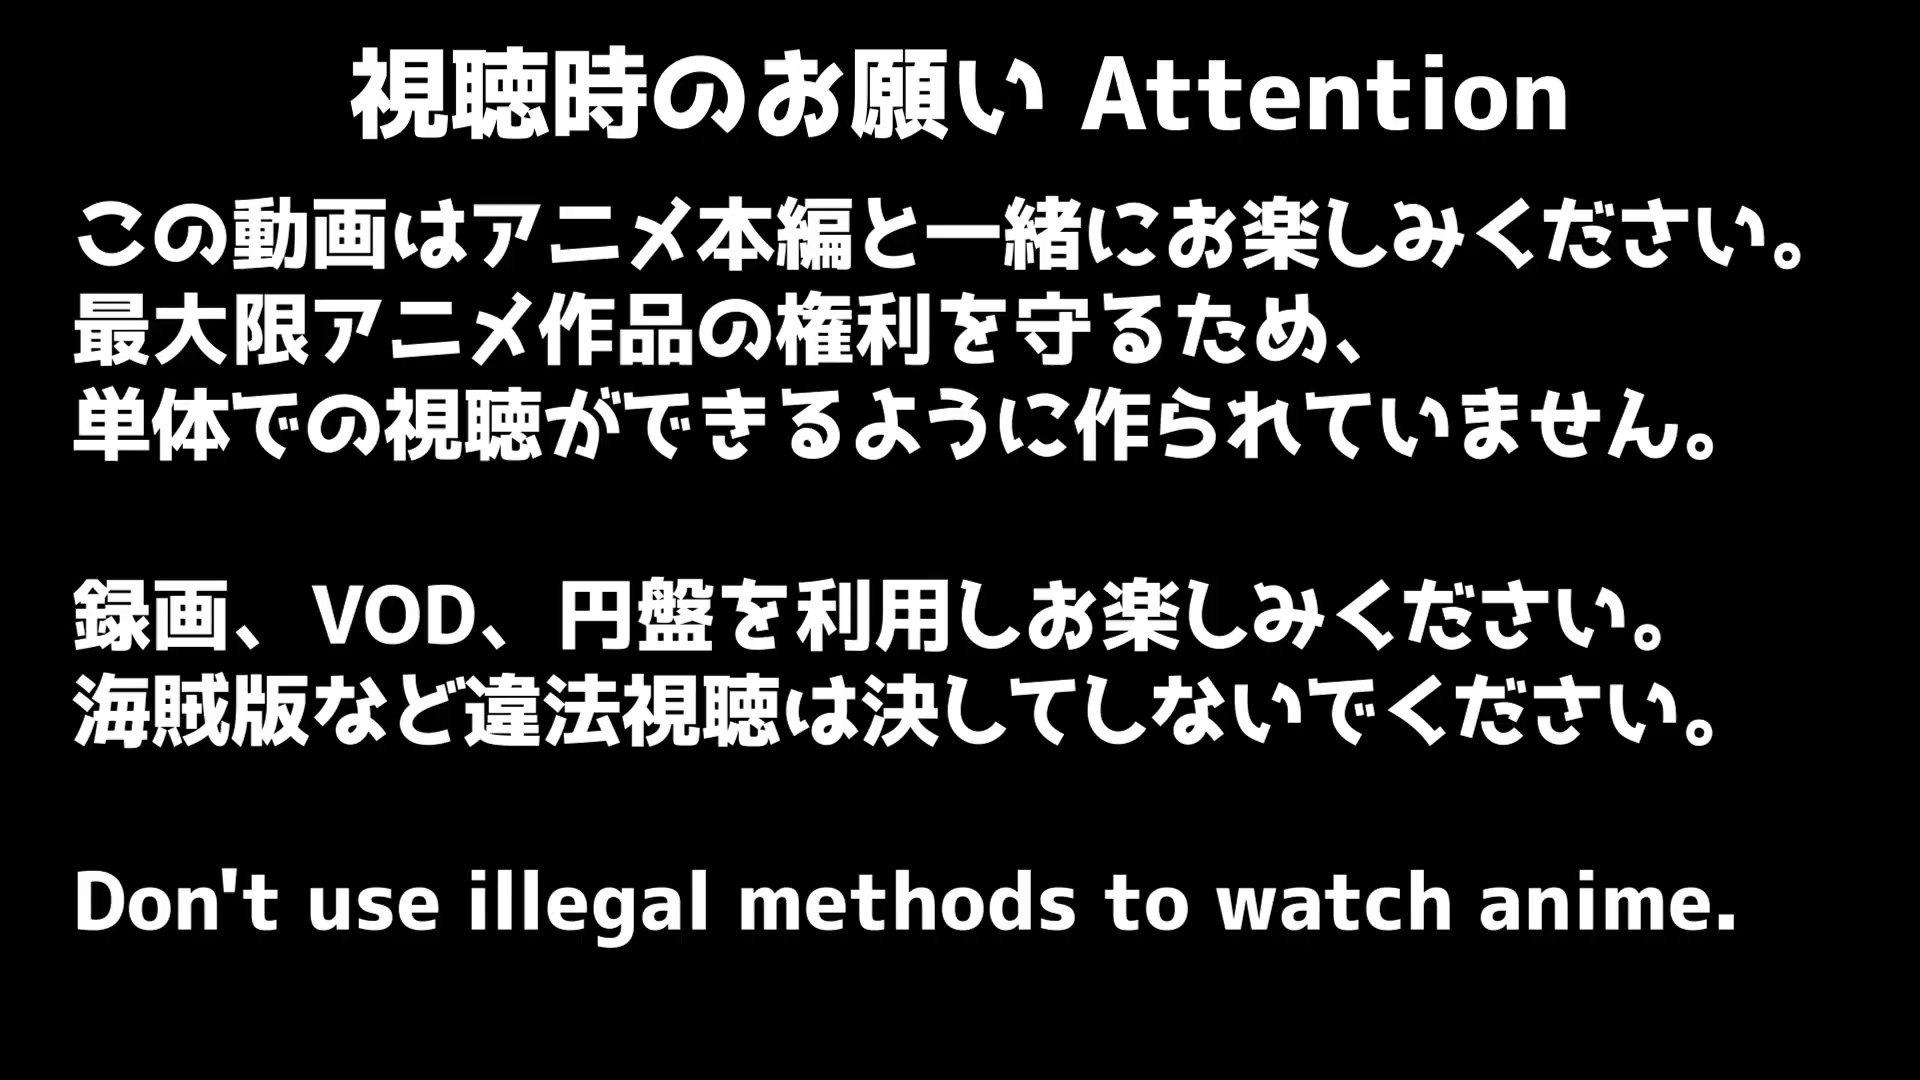 視聴時のお願い Attention
この動画はアニメ本編と一緒にお楽しみください。
最大限アニメ作品の権利を守るため、
単体での視聴ができるように作られていません。
録画、VOD、円盤を利用しお楽しみください。
海賊版など違法視聴は決してしないでください。
Don't use illegal methods to watch anime.